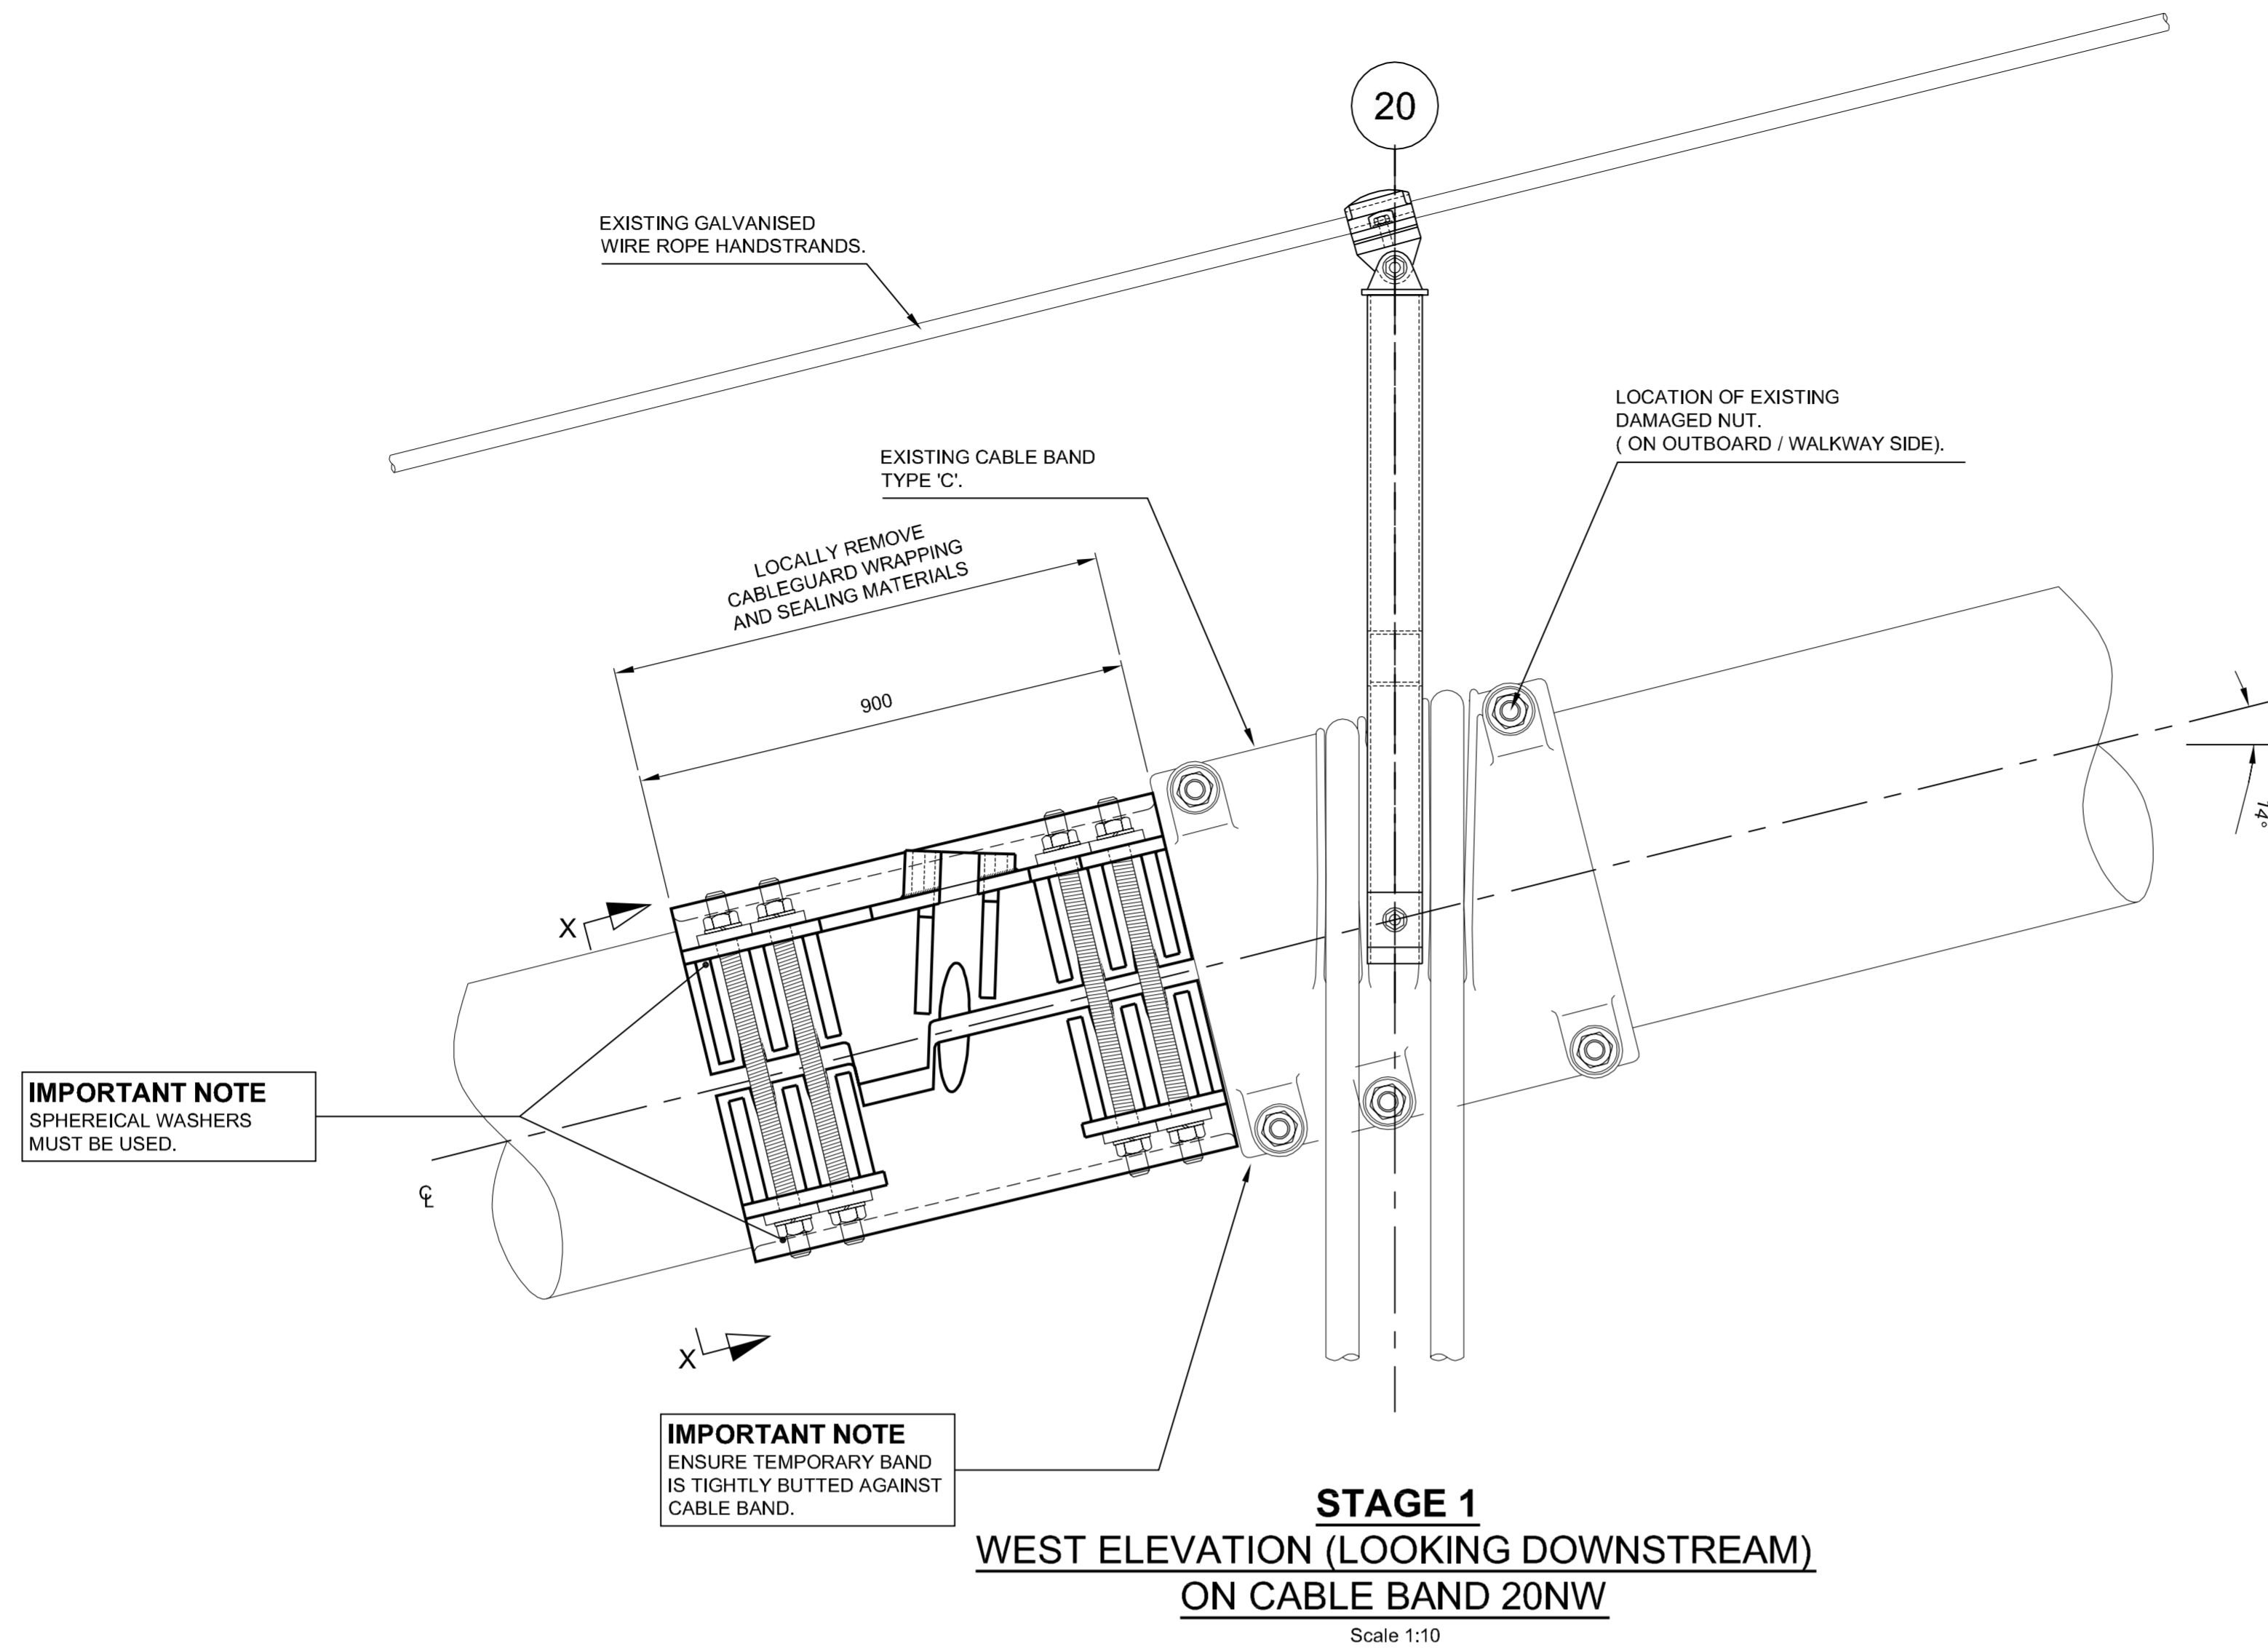 20
EXISTING GALVANISED
WIRE ROPE HANDSTRANDS.
LOCATION OF EXISTING
DAMAGED NUT.
( ON OUTBOARD / WALKWAY SIDE).
EXISTING CABLE BAND
TYPE 'C'.
LOCALLY REMOVE
CABLEGUARD WRAPPING
AND SEALING MATERIALS
900
14°
X
IMPORTANT NOTE
SPHEREICAL WASHERS
MUST BE USED.
℄
X
IMPORTANT NOTE
ENSURE TEMPORARY BAND
IS TIGHTLY BUTTED AGAINST
CABLE BAND.
STAGE 1
WEST ELEVATION (LOOKING DOWNSTREAM)
ON CABLE BAND 20NW
Scale 1:10